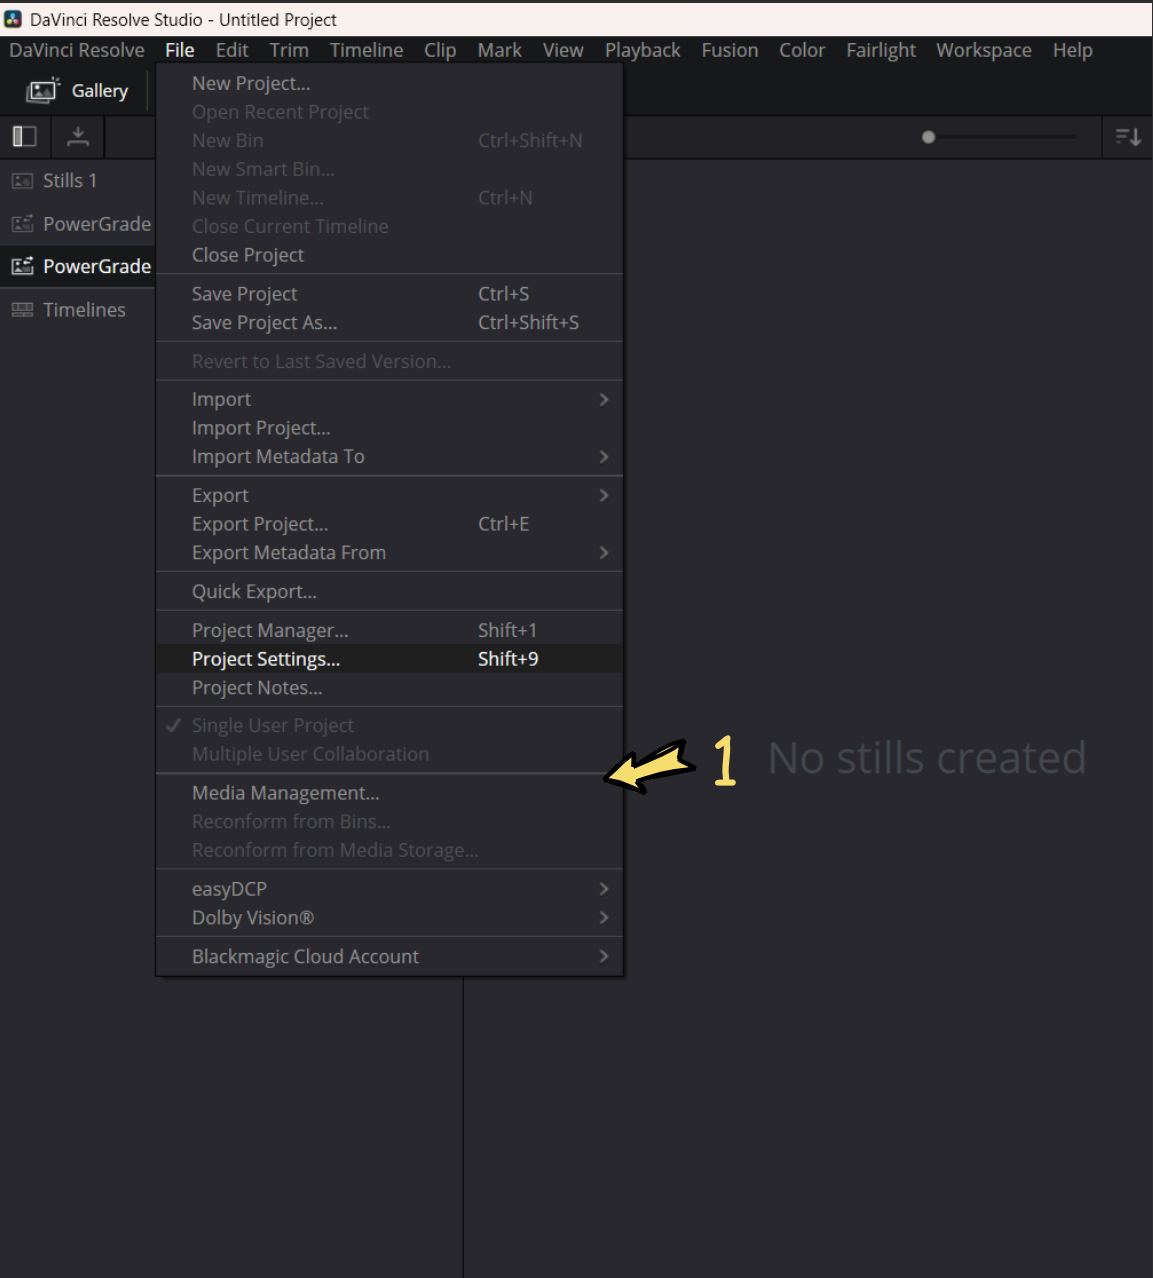 DaVinci Resolve Studio - Untitled Project
DaVinci Resolve File Edit Trim Timeline Clip Mark View Playback Fusion Color Fairlight Workspace Help
Gallery
Stills 1
PowerGrade
PowerGrade
Timelines
New Project...
Open Recent Project
New Bin Ctrl+Shift+N
New Smart Bin...
New Timeline... Ctrl+N
Close Current Timeline
Close Project
Save Project Ctrl+S
Save Project As... Ctrl+Shift+S
Revert to Last Saved Version...
Import
Import Project...
Import Metadata To
Export
Export Project... Ctrl+E
Export Metadata From
Quick Export...
Project Manager... Shift+1
Project Settings... Shift+9
Project Notes...
Single User Project
Multiple User Collaboration
Media Management...
Reconform from Bins...
Reconform from Media Storage...
easyDCP
Dolby Vision®
Blackmagic Cloud Account
1
No stills created